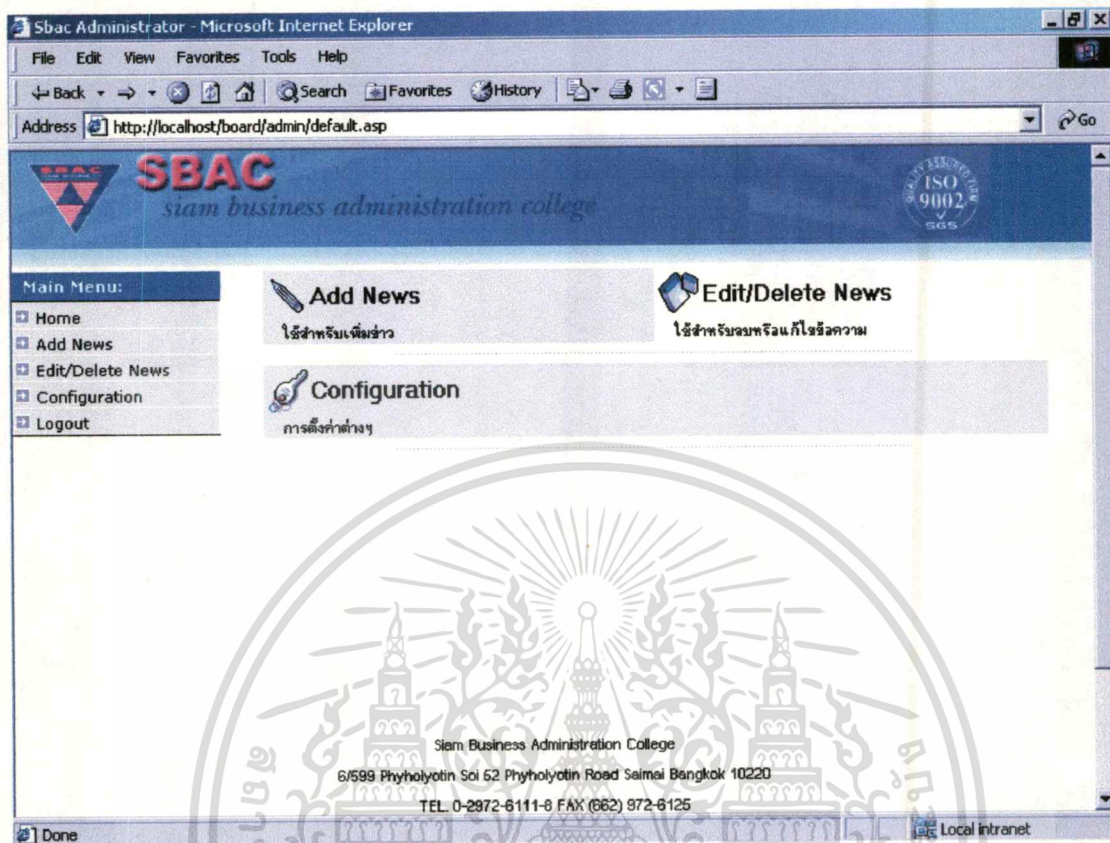 Sbac Administrator - Microsoft Internet Explorer
File Edit View Favorites Tools Help
Back Search Favorites History
Address http://localhost/board/admin/default.asp Go
SBAC
SBAC
siam business administration college
QUALITY ASSURED FIRM
ISO
9002
SGS
Main Menu:
Home
Add News
Edit/Delete News
Configuration
Logout
Add News
ใช้สำหรับเพิ่มข่าว
Edit/Delete News
ใช้สำหรับลบหรือแก้ไขข้อความ
Configuration
การตั้งค่าต่างๆ
Siam Business Administration College
6/599 Phyholyotin Soi 52 Phyholyotin Road Saimai Bangkok 10220
TEL. 0-2972-6111-8 FAX (662) 972-6125
Done Local intranet